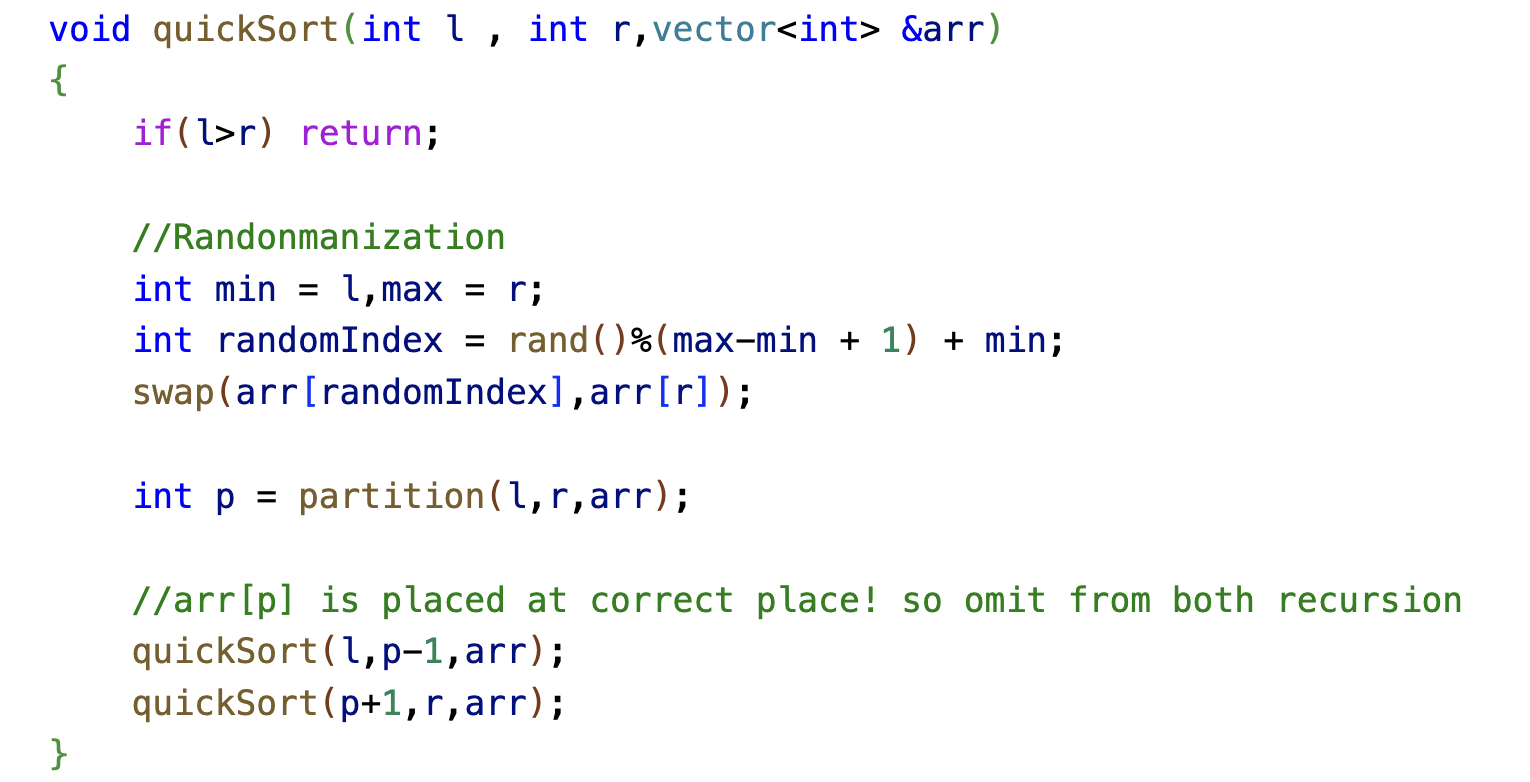 void quickSort(int l , int r,vector<int> &arr)
{
if(l>r) return;
//Randonmanization
int min = l,max = r;
int randomIndex = rand()%(max-min + 1) + min;
swap(arr[randomIndex],arr[r]);
int p = partition(l,r,arr);
//arr[p] is placed at correct place! so omit from both recursion
quickSort(l,p-1,arr);
quickSort(p+1,r,arr);
}